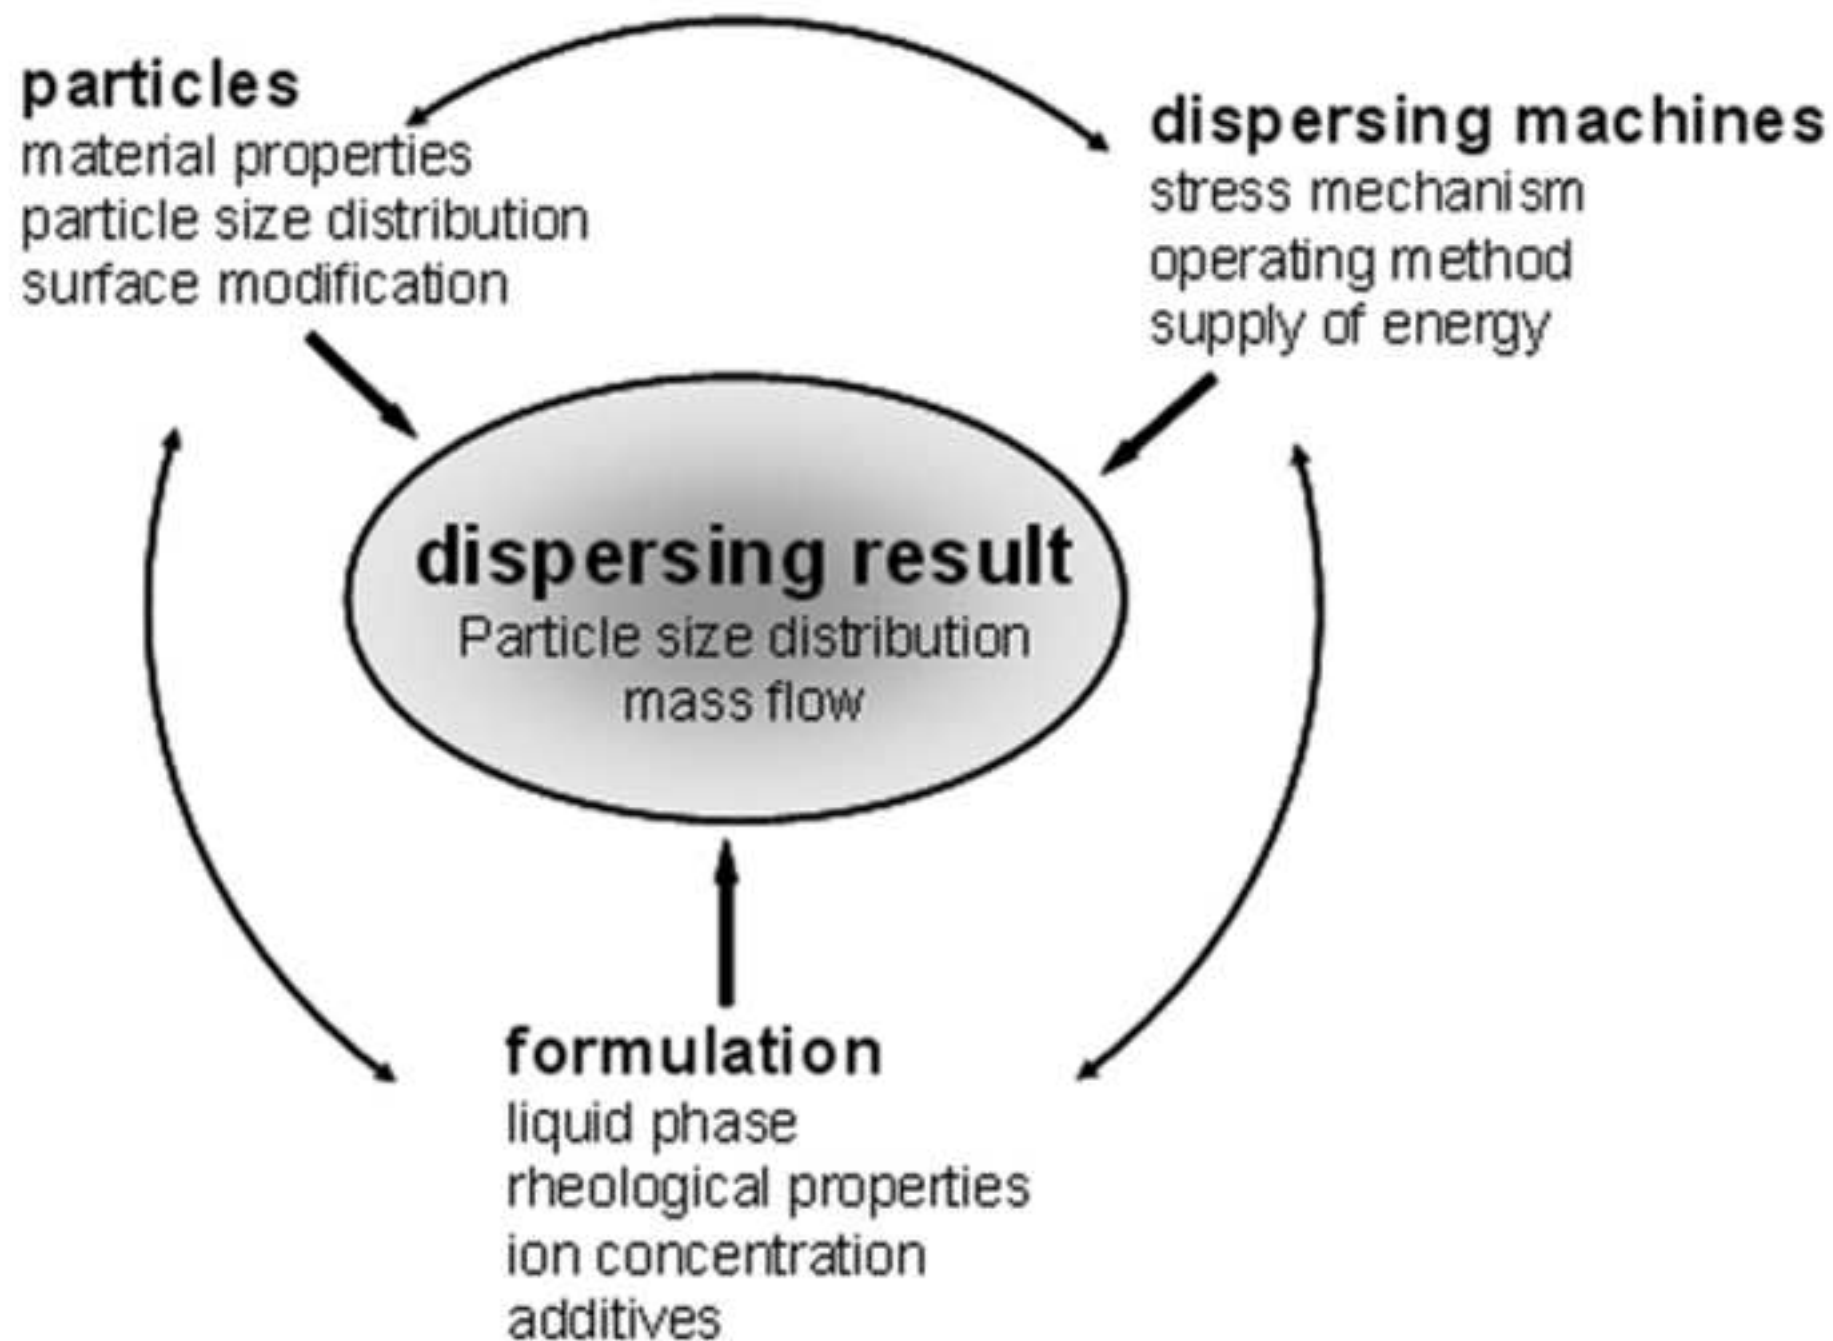 particles
material properties
particle size distribution
surface modification
dispersing machines
stress mechanism
operating method
supply of energy
dispersing result
Particle size distribution
mass flow
formulation
liquid phase
rheological properties
ion concentration
additives